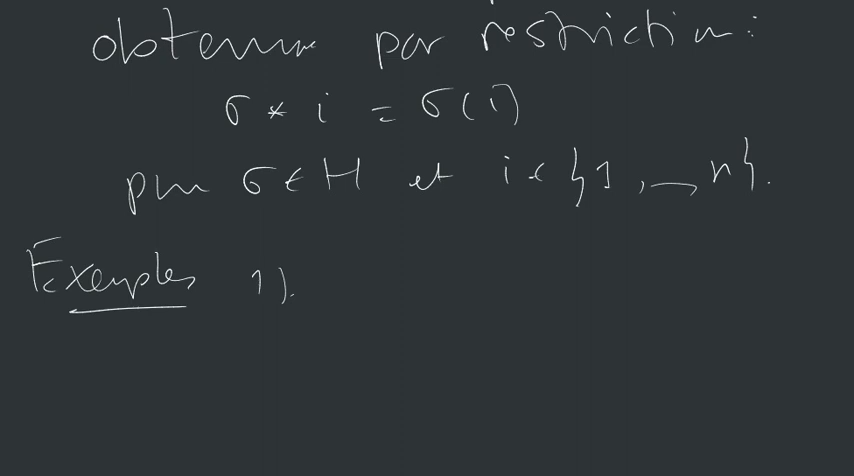 obtenue par restriction:
σ * i = σ(i)
pour σ ∈ H et i ∈ {1, _, n}.
Exemples 1).